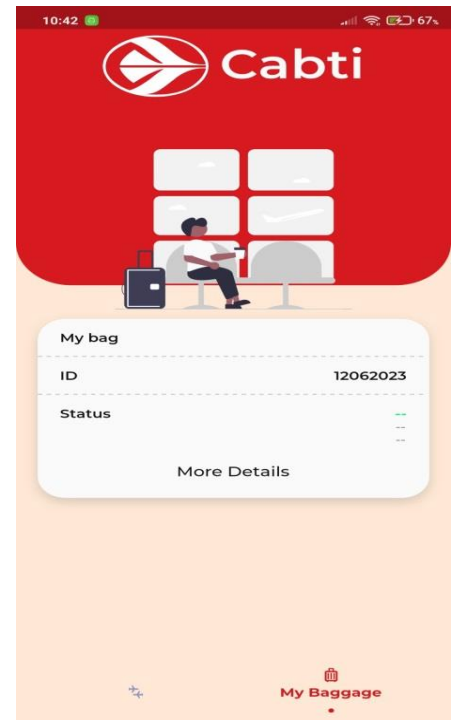 10:42 67%
Cabti
My bag
ID 12062023
Status --
--
--
More Details
My Baggage